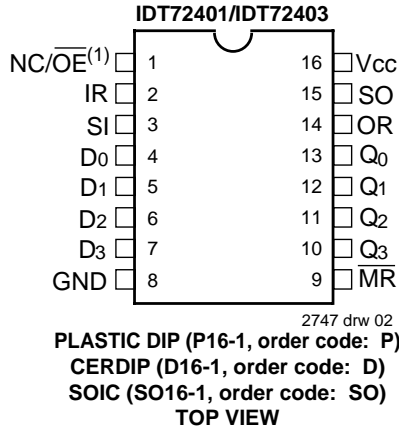 IDT72401/IDT72403
NC/OE(1) 1 16 Vcc
IR 2 15 SO
SI 3 14 OR
D0 4 13 Q0
D1 5 12 Q1
D2 6 11 Q2
D3 7 10 Q3
GND 8 9 MR
2747 drw 02
PLASTIC DIP (P16-1, order code: P)
CERDIP (D16-1, order code: D)
SOIC (SO16-1, order code: SO)
TOP VIEW